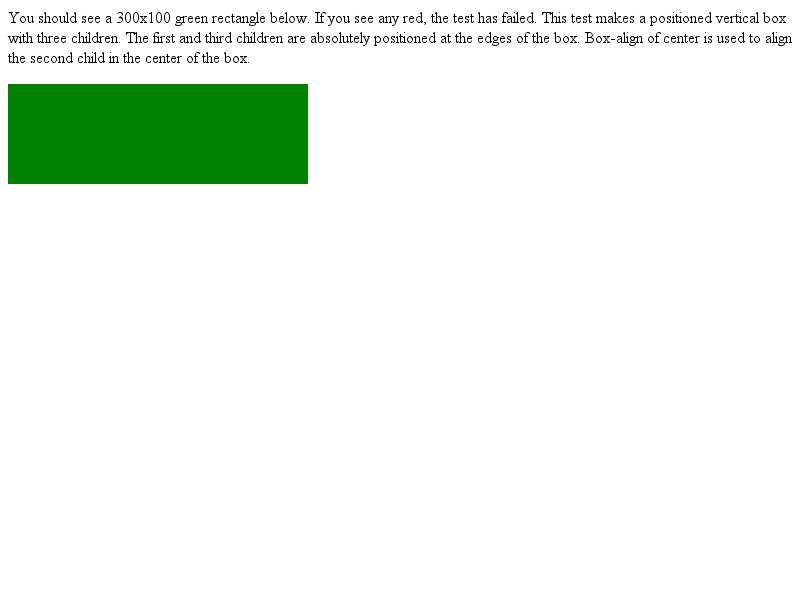 You should see a 300x100 green rectangle below. If you see any red, the test has failed. This test makes a positioned vertical box
with three children. The first and third children are absolutely positioned at the edges of the box. Box-align of center is used to align
the second child in the center of the box.